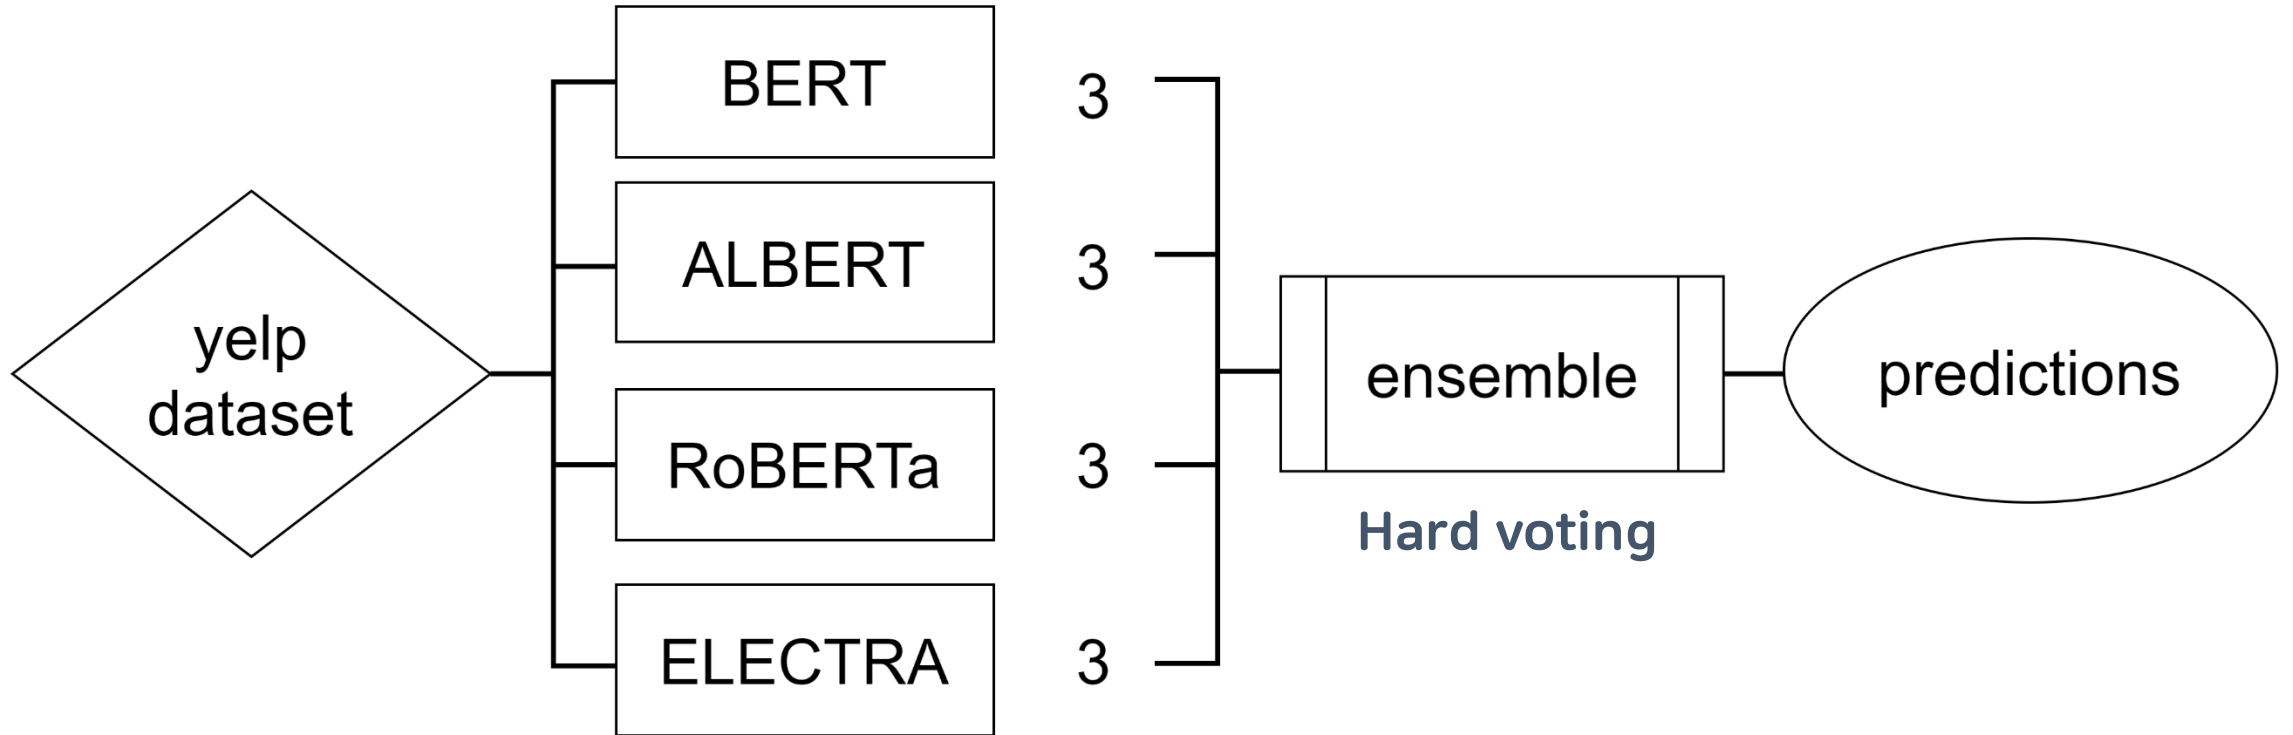 yelp
dataset
BERT
3
ALBERT
3
RoBERTa
3
ELECTRA
3
ensemble
Hard voting
predictions